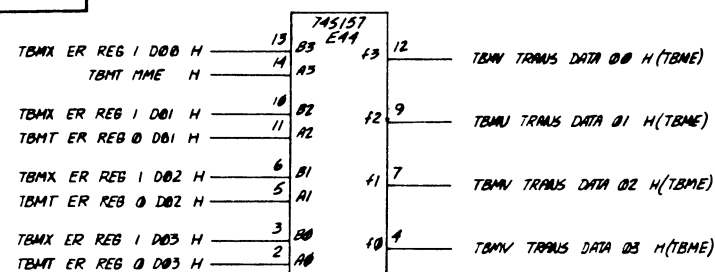 74S157
E44
TBMX ER REG 1 D00 H 13 B3 f3 12 TBMV TRANS DATA 00 H (TBME)
TBMT MME H 14 A3
TBMX ER REG 1 D01 H 10 B2 f2 9 TBMV TRANS DATA 01 H (TBME)
TBMT ER REG 0 D01 H 11 A2
TBMX ER REG 1 D02 H 6 B1 f1 7 TBMV TRANS DATA 02 H (TBME)
TBMT ER REG 0 D02 H 5 A1
TBMX ER REG 1 D03 H 3 B0 f0 4 TBMV TRANS DATA 03 H (TBME)
TBMT ER REG 0 D03 H 2 A0